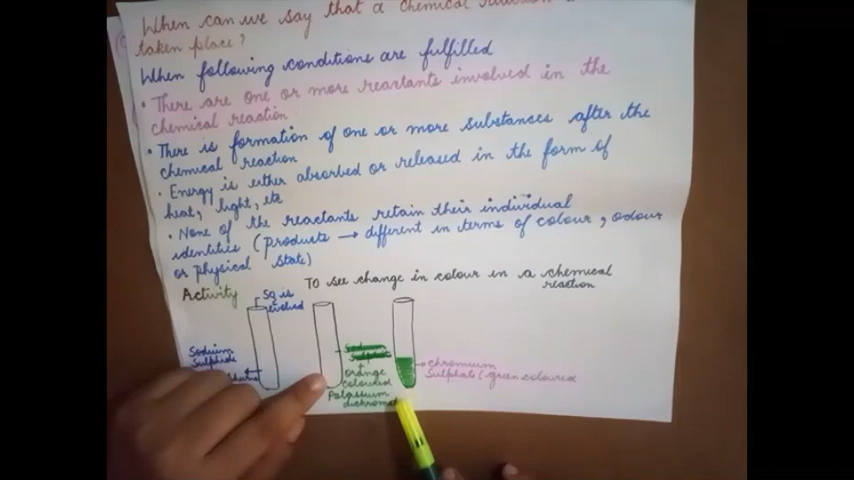 When can we say that a chemical reaction
taken place?
When following conditions are fulfilled
• There are one or more reactants involved in the
chemical reaction
• There is formation of one or more substances after the
chemical reaction
• Energy is either absorbed or released in the form of
heat, light, etc
• None of the reactants retain their individual
identities (Products → different in terms of colour, odour
or physical state)
Activity
To see change in colour in a chemical
reaction
SO₂ is
evolved
Sodium
Sulphide
+
orange
coloured
Potassium
Chromium
Sulphate (green coloured